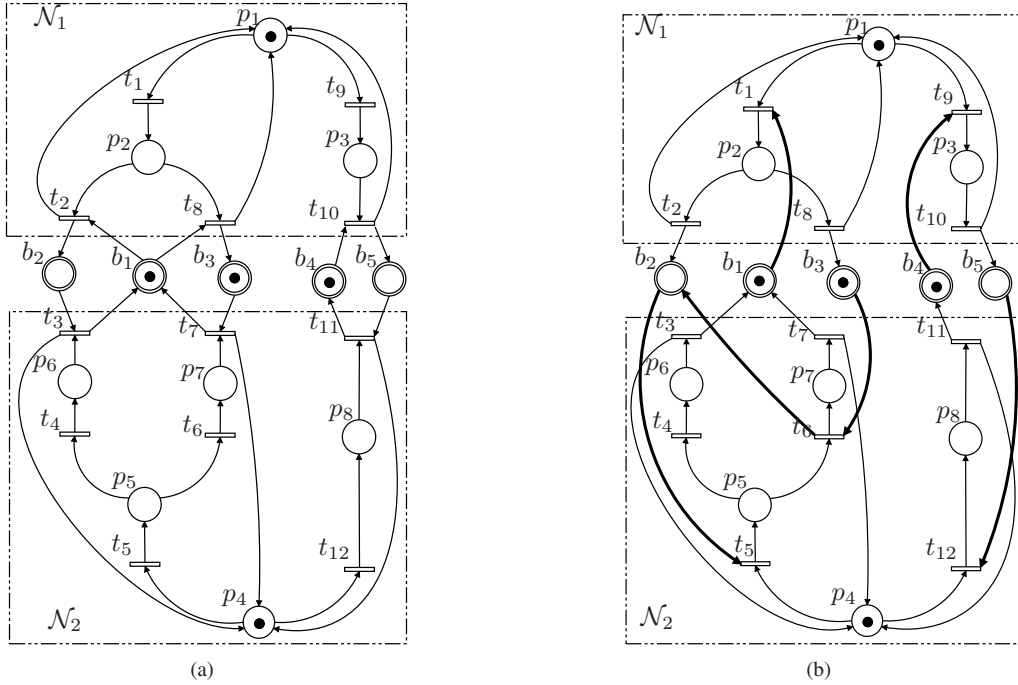 𝒩₁
p₁
t₁
t₉
p₂
p₃
t₂
t₈
t₁₀
b₂
b₁
b₃
b₄
b₅
t₃
t₇
t₁₁
p₆
p₇
t₄
t₆
p₈
p₅
t₅
t₁₂
p₄
𝒩₂
(a)
𝒩₁
p₁
t₁
t₉
p₂
p₃
t₂
t₈
t₁₀
b₂
b₁
b₃
b₄
b₅
t₃
t₇
t₁₁
p₆
p₇
t₄
t₆
p₈
p₅
t₅
t₁₂
p₄
𝒩₂
(b)